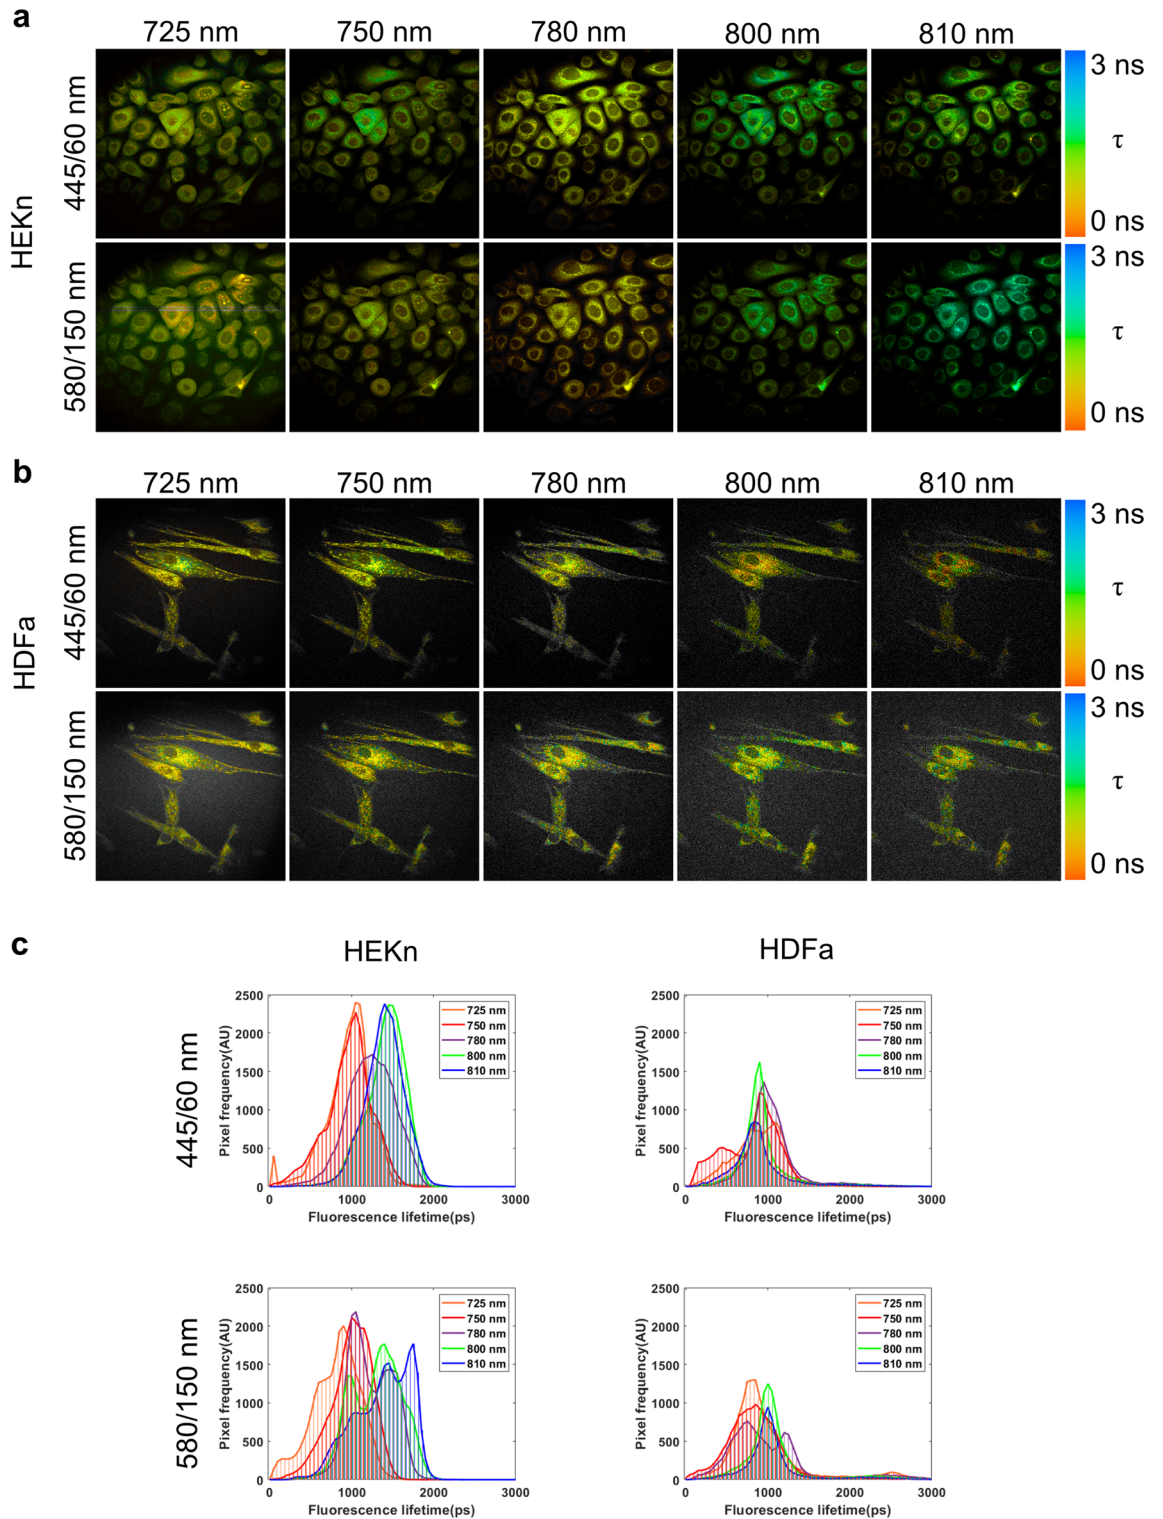 a
725 nm 750 nm 780 nm 800 nm 810 nm
HEKn
445/60 nm
3 ns
τ
0 ns
580/150 nm
3 ns
τ
0 ns
b
725 nm 750 nm 780 nm 800 nm 810 nm
HDFa
445/60 nm
3 ns
τ
0 ns
580/150 nm
3 ns
τ
0 ns
c
HEKn HDFa
445/60 nm
Pixel frequency(AU)
2500
2000
1500
1000
500
0
725 nm
750 nm
780 nm
800 nm
810 nm
0 1000 2000 3000
Fluorescence lifetime(ps)
Pixel frequency(AU)
2500
2000
1500
1000
500
0
725 nm
750 nm
780 nm
800 nm
810 nm
0 1000 2000 3000
Fluorescence lifetime(ps)
580/150 nm
Pixel frequency(AU)
2500
2000
1500
1000
500
0
725 nm
750 nm
780 nm
800 nm
810 nm
0 1000 2000 3000
Fluorescence lifetime(ps)
Pixel frequency(AU)
2500
2000
1500
1000
500
0
725 nm
750 nm
780 nm
800 nm
810 nm
0 1000 2000 3000
Fluorescence lifetime(ps)